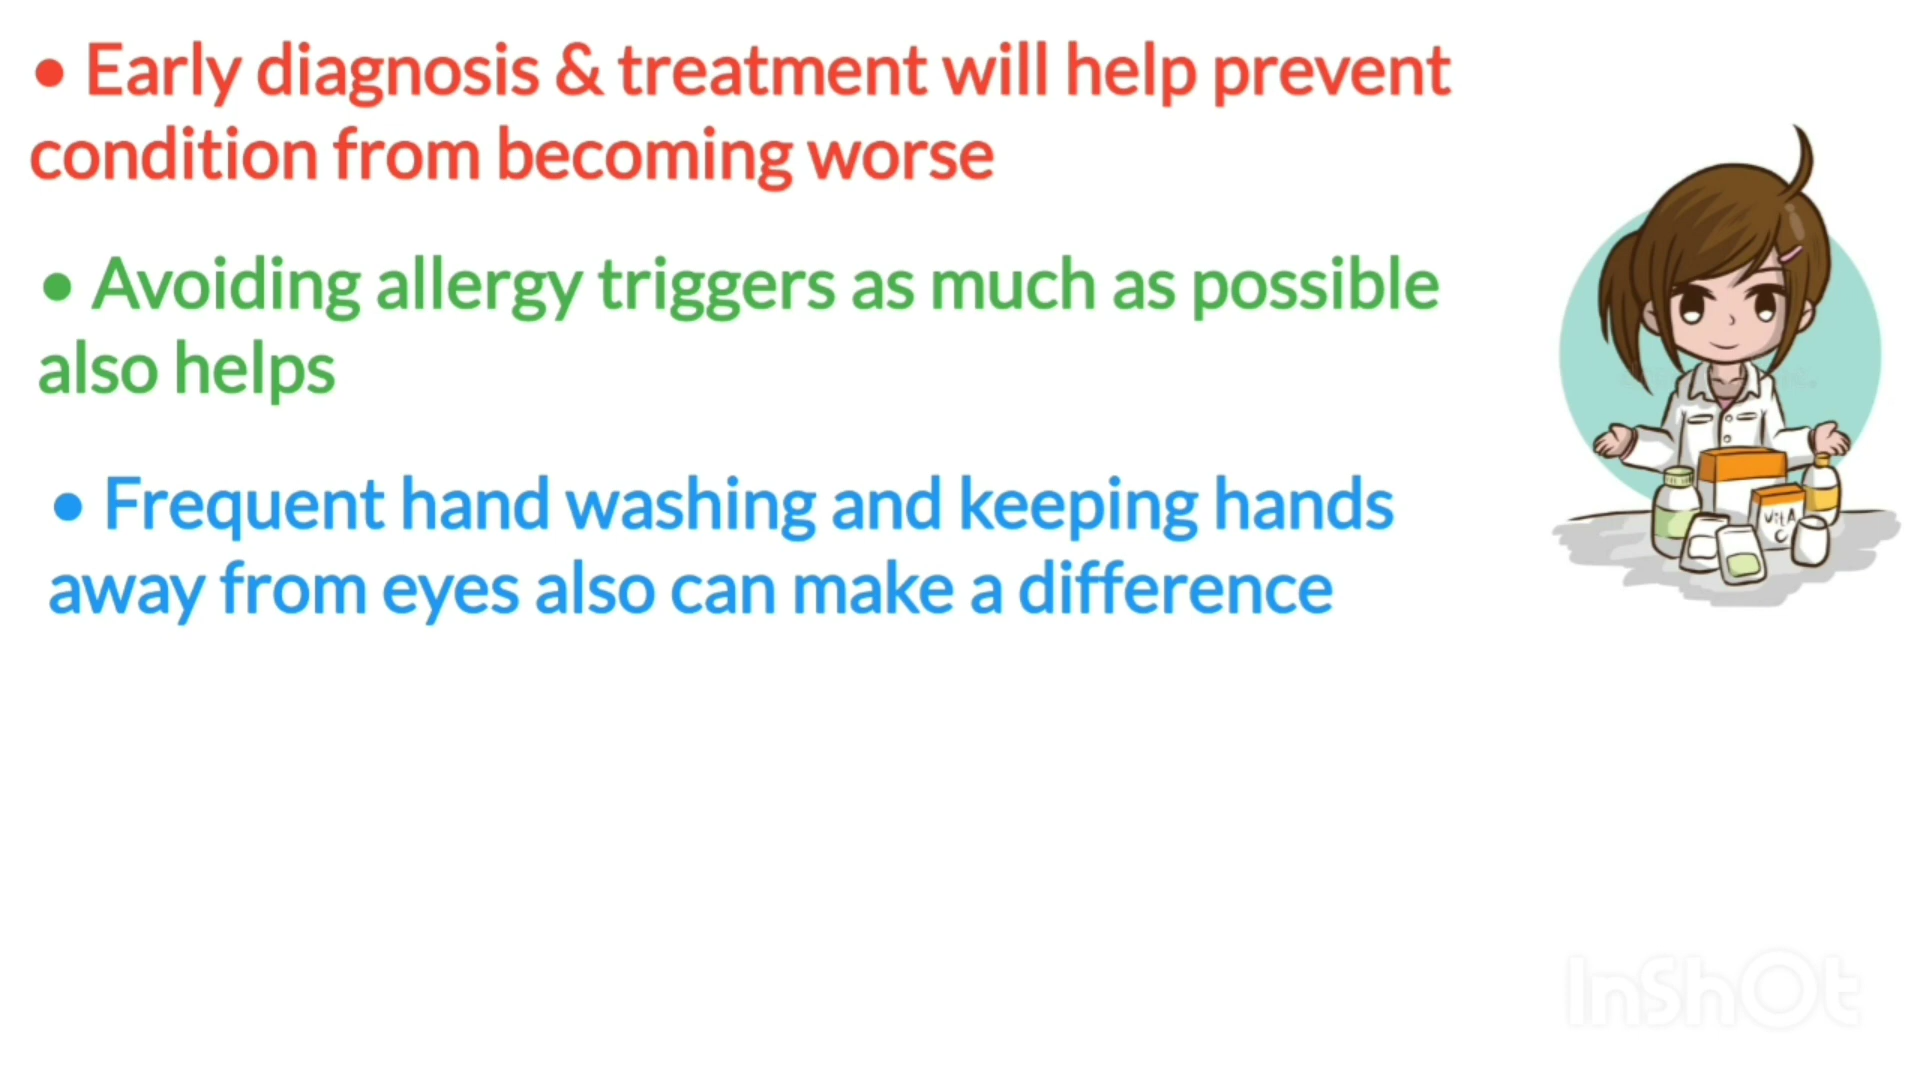 • Early diagnosis & treatment will help prevent
condition from becoming worse
• Avoiding allergy triggers as much as possible
also helps
• Frequent hand washing and keeping hands
away from eyes also can make a difference
VitA
C
InShOt